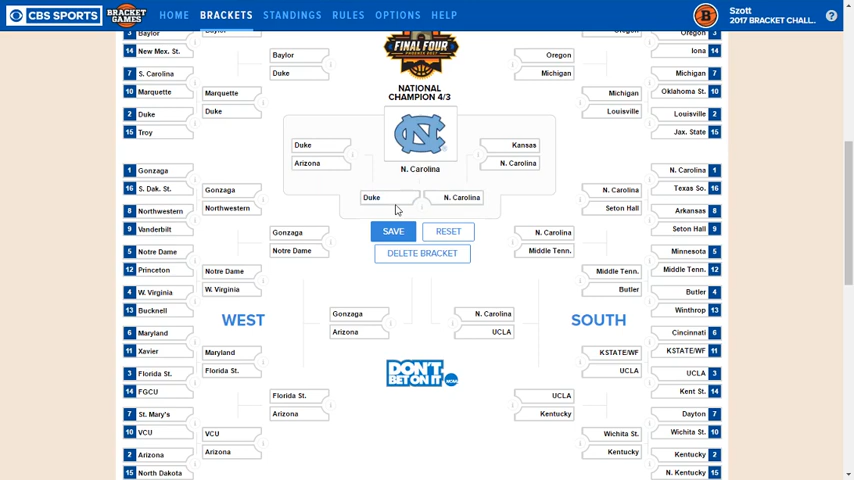 CBS SPORTS
BRACKET GAMES
HOME
BRACKETS
STANDINGS
RULES
OPTIONS
HELP
Szott
2017 BRACKET CHALL...
?
3 Baylor
14 New Mex. St.
7 S. Carolina
10 Marquette
2 Duke
15 Troy
Baylor
Marquette
Duke
Baylor
Duke
FINAL FOUR
NATIONAL
CHAMPION 4/3
N. Carolina
Duke
Arizona
Kansas
N. Carolina
Duke
N. Carolina
SAVE
RESET
DELETE BRACKET
Oregon
Michigan
Oregon
Michigan
Louisville
Oregon 3
Iona 14
Michigan 7
Oklahoma St. 10
Louisville 2
Jax. State 15
1 Gonzaga
16 S. Dak. St.
8 Northwestern
9 Vanderbilt
5 Notre Dame
12 Princeton
4 W. Virginia
13 Bucknell
6 Maryland
11 Xavier
3 Florida St.
14 FGCU
7 St. Mary's
10 VCU
2 Arizona
15 North Dakota
Gonzaga
Northwestern
Notre Dame
W. Virginia
WEST
Maryland
Florida St.
VCU
Arizona
Gonzaga
Notre Dame
Florida St.
Arizona
Gonzaga
Arizona
DON'T
BET ON IT
NCAA
N. Carolina
UCLA
N. Carolina
Middle Tenn.
UCLA
Kentucky
N. Carolina
Seton Hall
Middle Tenn.
Butler
SOUTH
KSTATE/WF
UCLA
Wichita St.
Kentucky
N. Carolina 1
Texas So. 16
Arkansas 8
Seton Hall 9
Minnesota 5
Middle Tenn. 12
Butler 4
Winthrop 13
Cincinnati 6
KSTATE/WF 11
UCLA 3
Kent St. 14
Dayton 7
Wichita St. 10
Kentucky 2
N. Kentucky 15